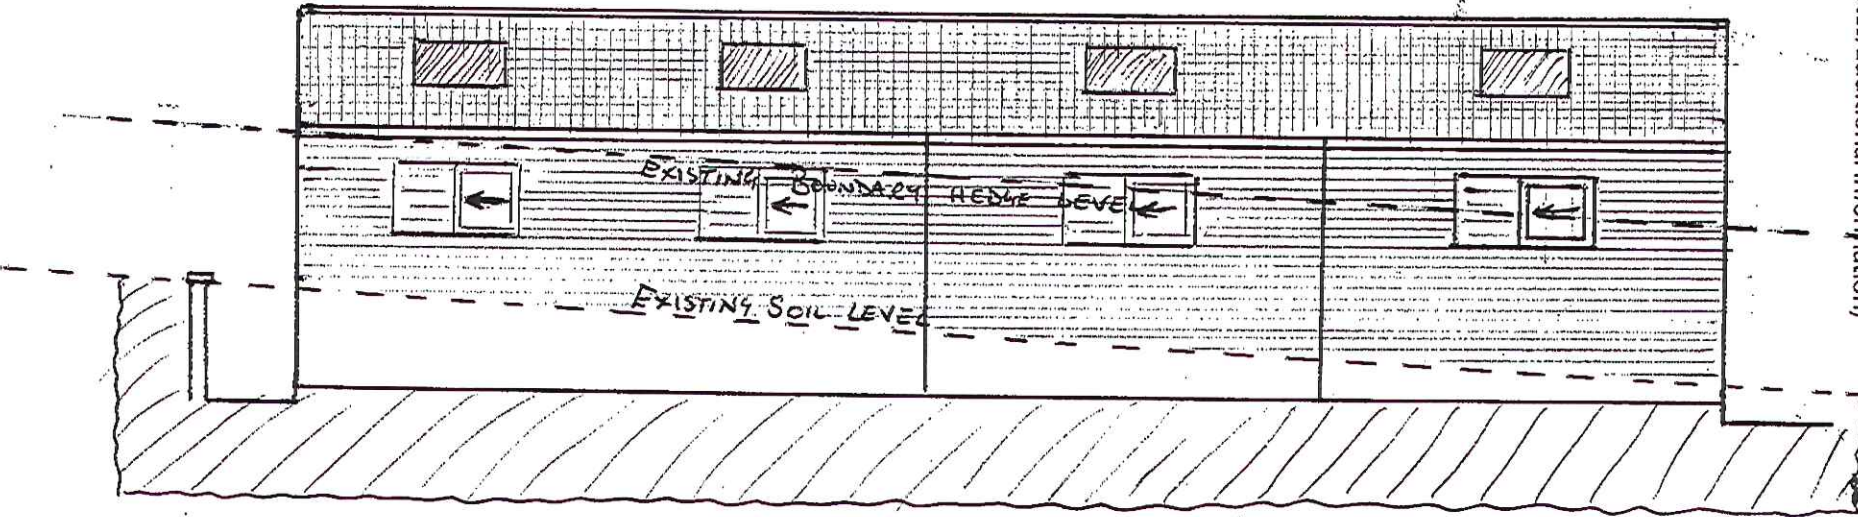 EXISTING BOUNDARY HEDGE LEVEL
EXISTING SOIL LEVEL